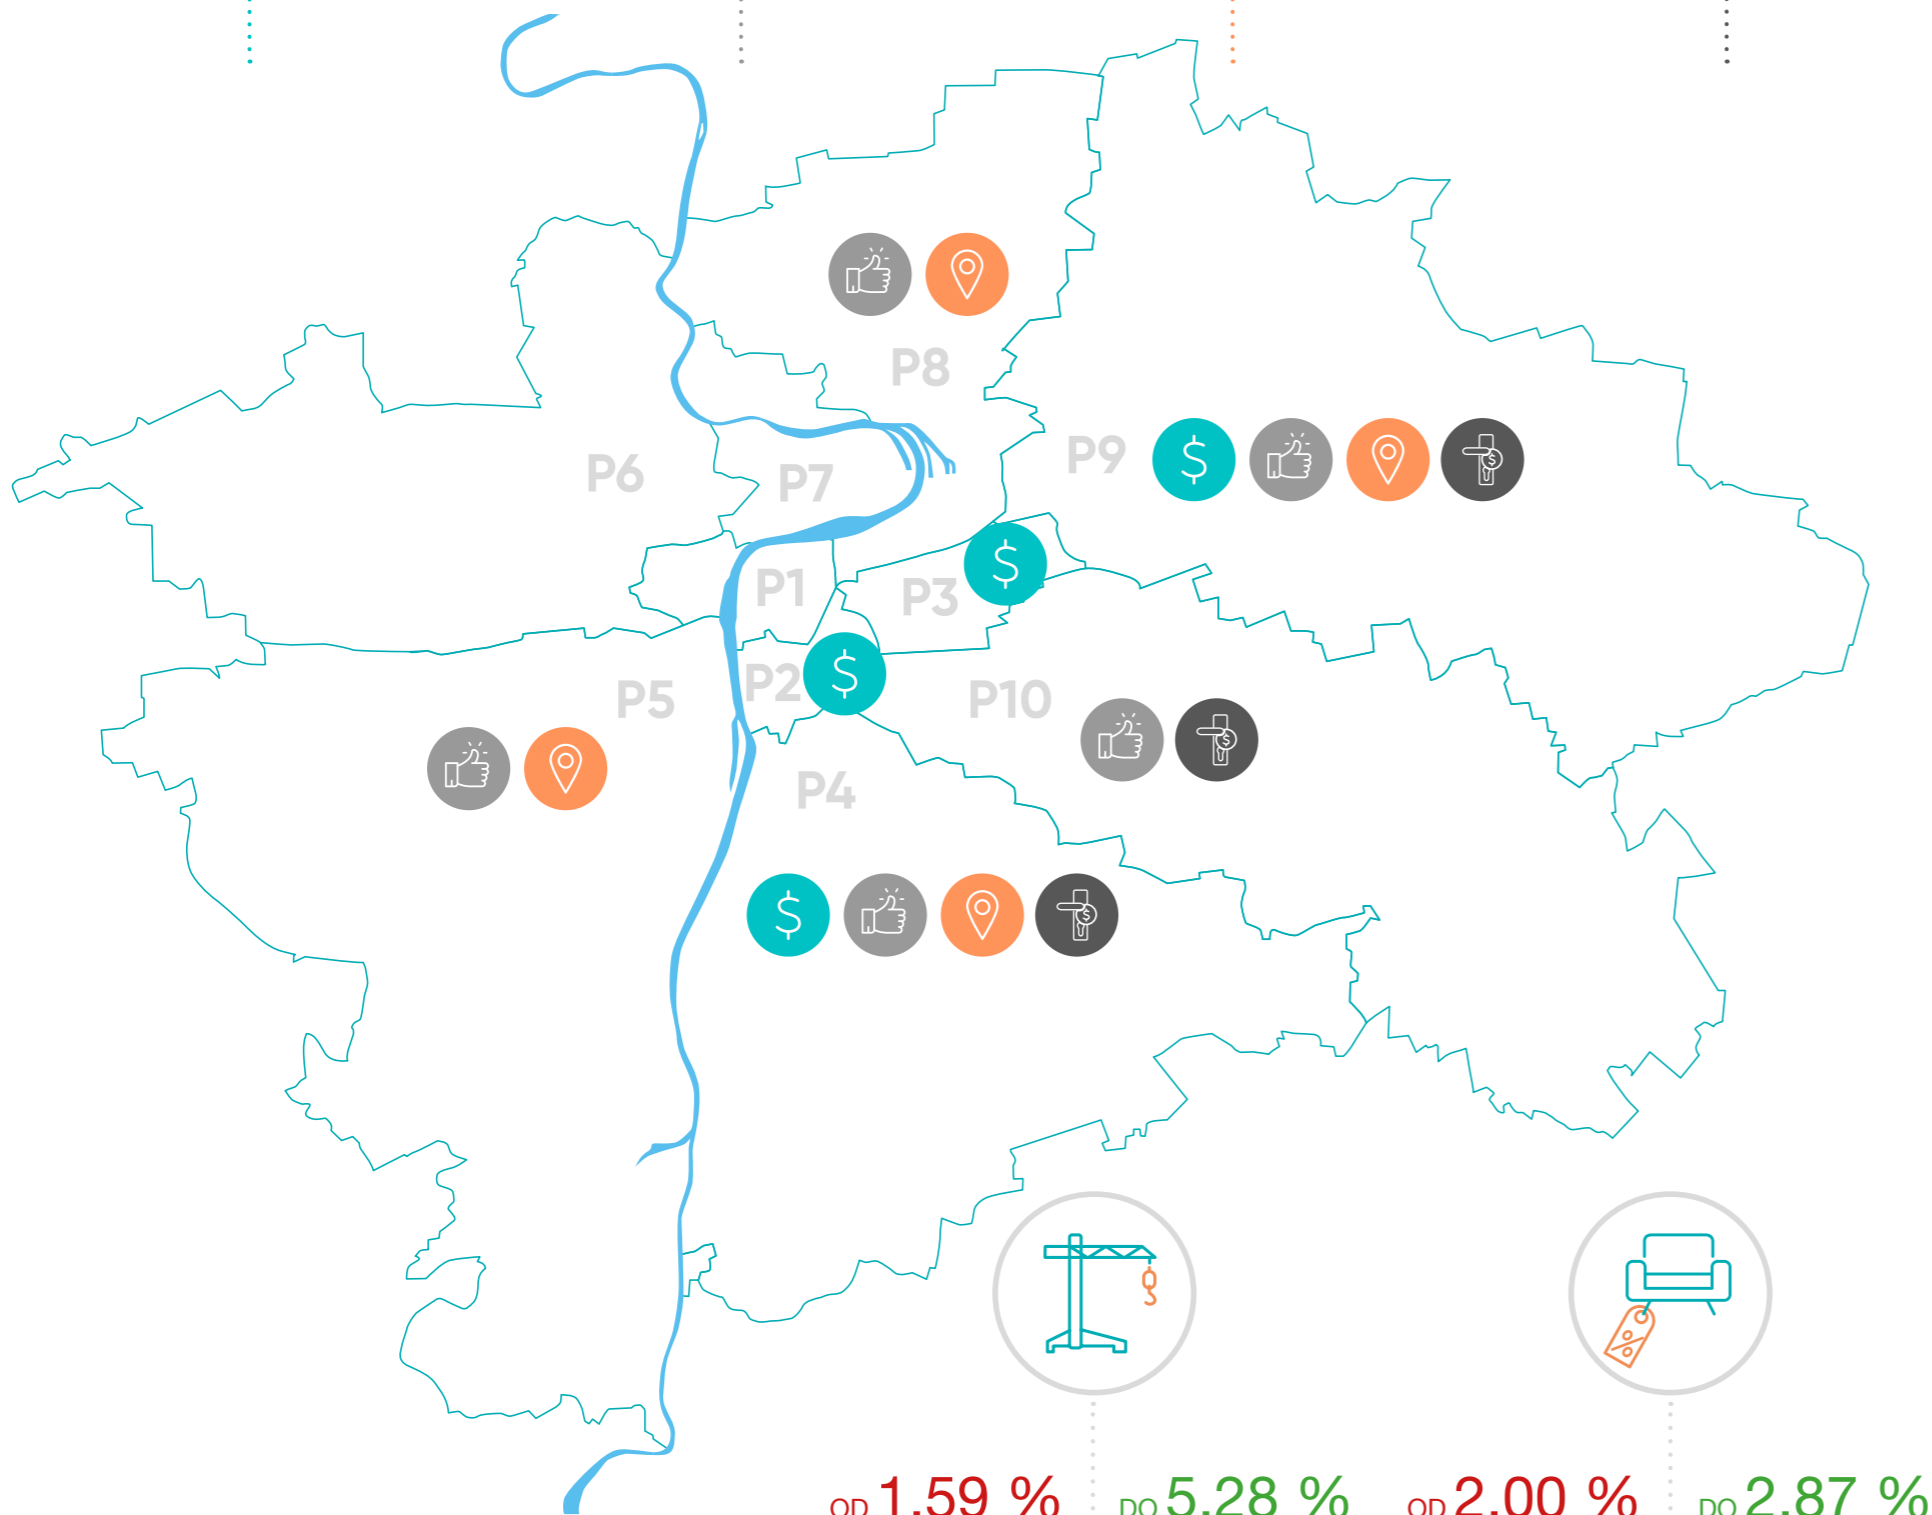 P8
P9
P6
P7
P1
P3
P2
P5
P10
P4
OD 1.59 %
DO 5.28 %
OD 2.00 %
DO 2.87 %